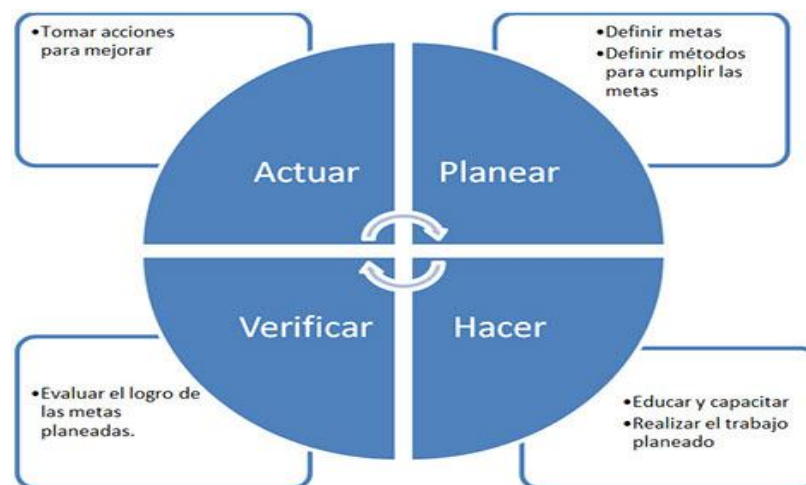 •Tomar acciones
para mejorar
•Definir metas
•Definir métodos
para cumplir las
metas
Actuar
Planear
Verificar
Hacer
•Evaluar el logro de
las metas
planeadas.
•Educar y capacitar
•Realizar el trabajo
planeado